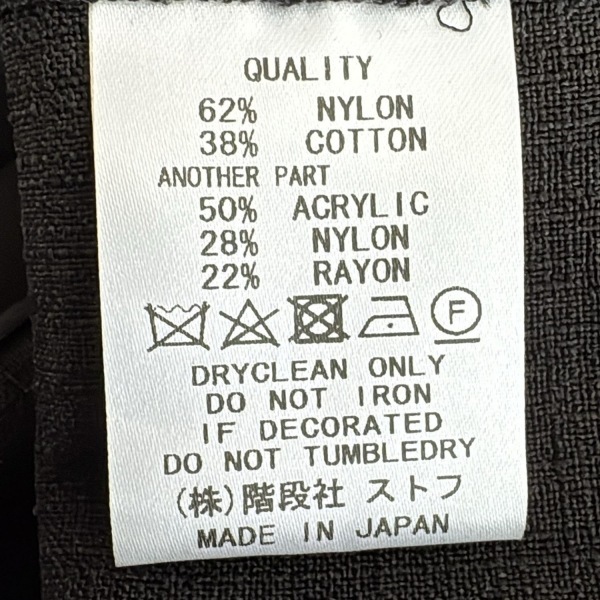 QUALITY
62% NYLON
38% COTTON
ANOTHER PART
50% ACRYLIC
28% NYLON
22% RAYON
F
DRYCLEAN ONLY
DO NOT IRON
IF DECORATED
DO NOT TUMBLEDRY
(株)階段社 ストフ
MADE IN JAPAN